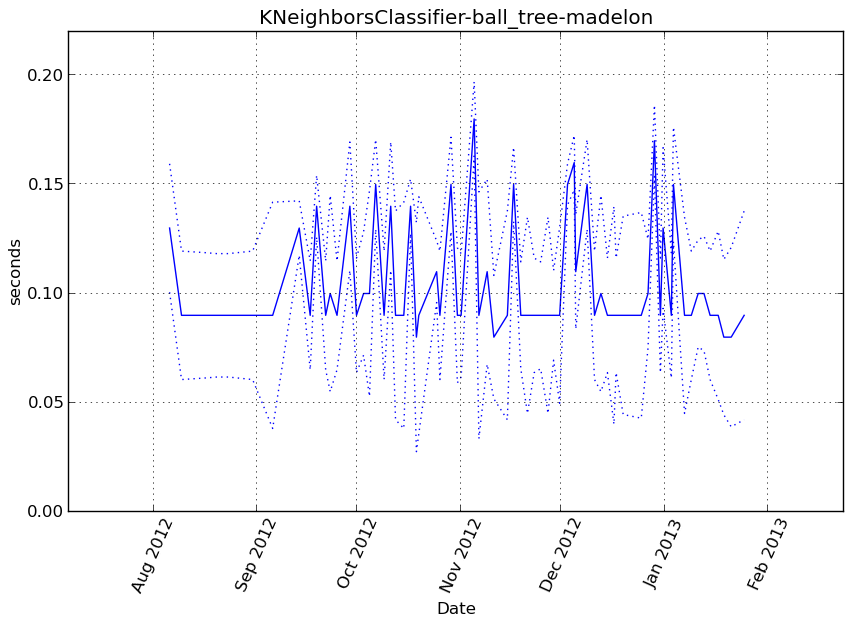 KNeighborsClassifier-ball_tree-madelon
0.20
0.15
0.10
0.05
0.00
seconds
Aug 2012
Sep 2012
Oct 2012
Nov 2012
Dec 2012
Jan 2013
Feb 2013
Date